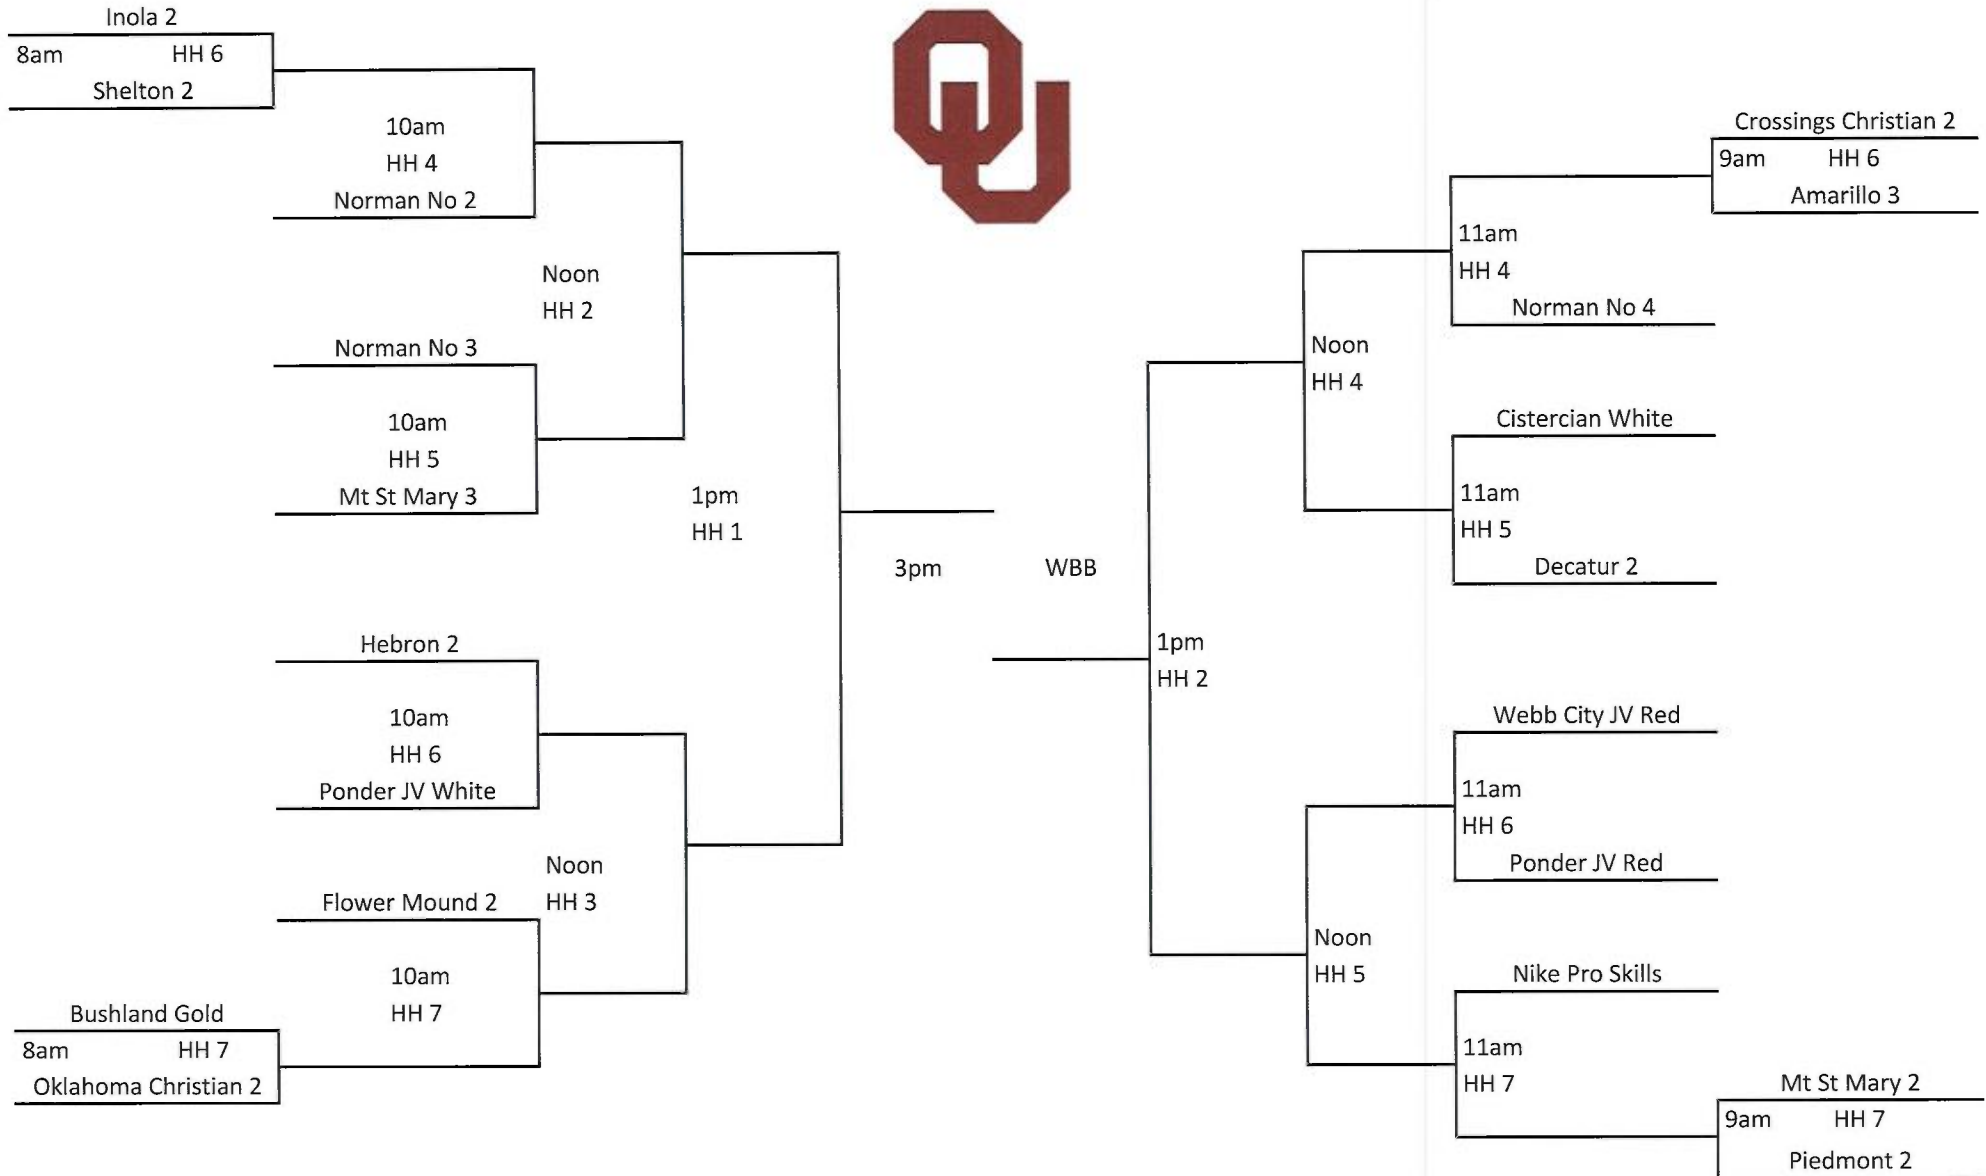 Inola 2
8am HH 6
Shelton 2
10am
HH 4
Norman No 2
Noon
HH 2
Norman No 3
10am
HH 5
Mt St Mary 3
1pm
HH 1
Hebron 2
10am
HH 6
Ponder JV White
Noon
HH 3
Flower Mound 2
10am
HH 7
Bushland Gold
8am HH 7
Oklahoma Christian 2
OU
3pm WBB
Crossings Christian 2
9am HH 6
Amarillo 3
11am
HH 4
Norman No 4
Noon
HH 4
Cistercian White
11am
HH 5
Decatur 2
1pm
HH 2
Webb City JV Red
11am
HH 6
Ponder JV Red
Noon
HH 5
Nike Pro Skills
11am
HH 7
Mt St Mary 2
9am HH 7
Piedmont 2